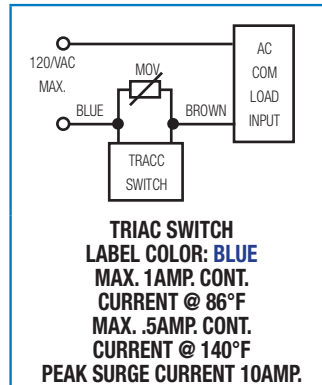 120/VAC
MAX.
MOV
BLUE
BROWN
AC
COM
LOAD
INPUT
TRACC
SWITCH
TRIAC SWITCH
LABEL COLOR: BLUE
MAX. 1AMP. CONT.
CURRENT @ 86°F
MAX. .5AMP. CONT.
CURRENT @ 140°F
PEAK SURGE CURRENT 10AMP.